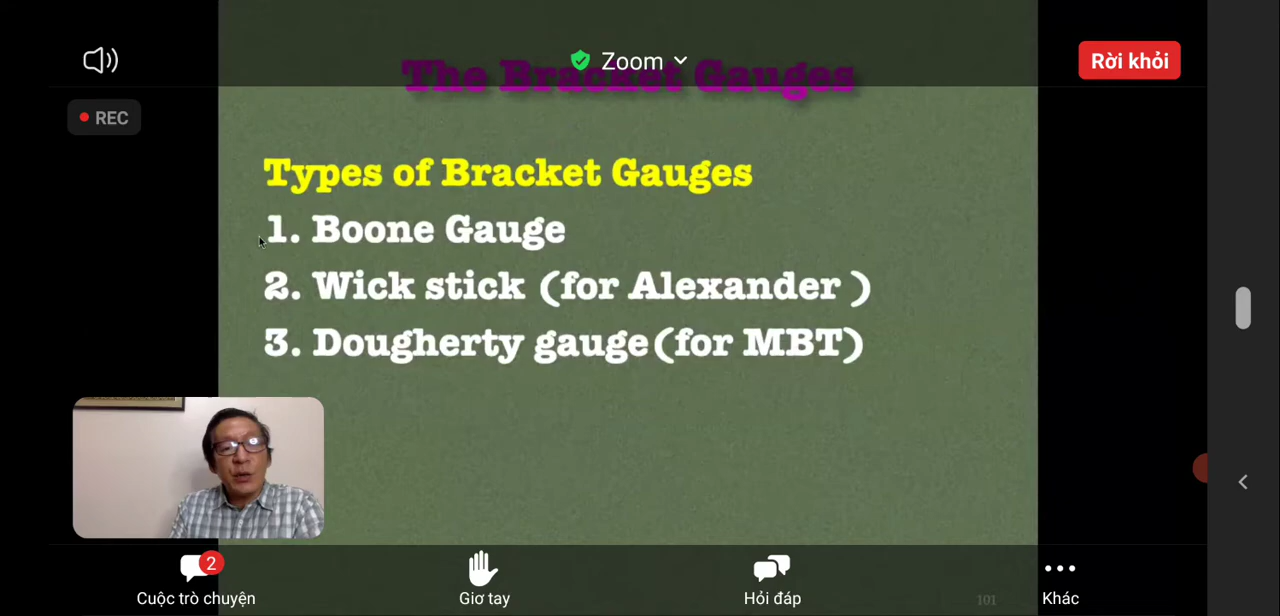 Zoom
Rời khỏi
The Bracket Gauges
REC
Types of Bracket Gauges
1. Boone Gauge
2. Wick stick (for Alexander )
3. Dougherty gauge(for MBT)
2
Cuộc trò chuyện
Giơ tay
Hỏi đáp
Khác
101